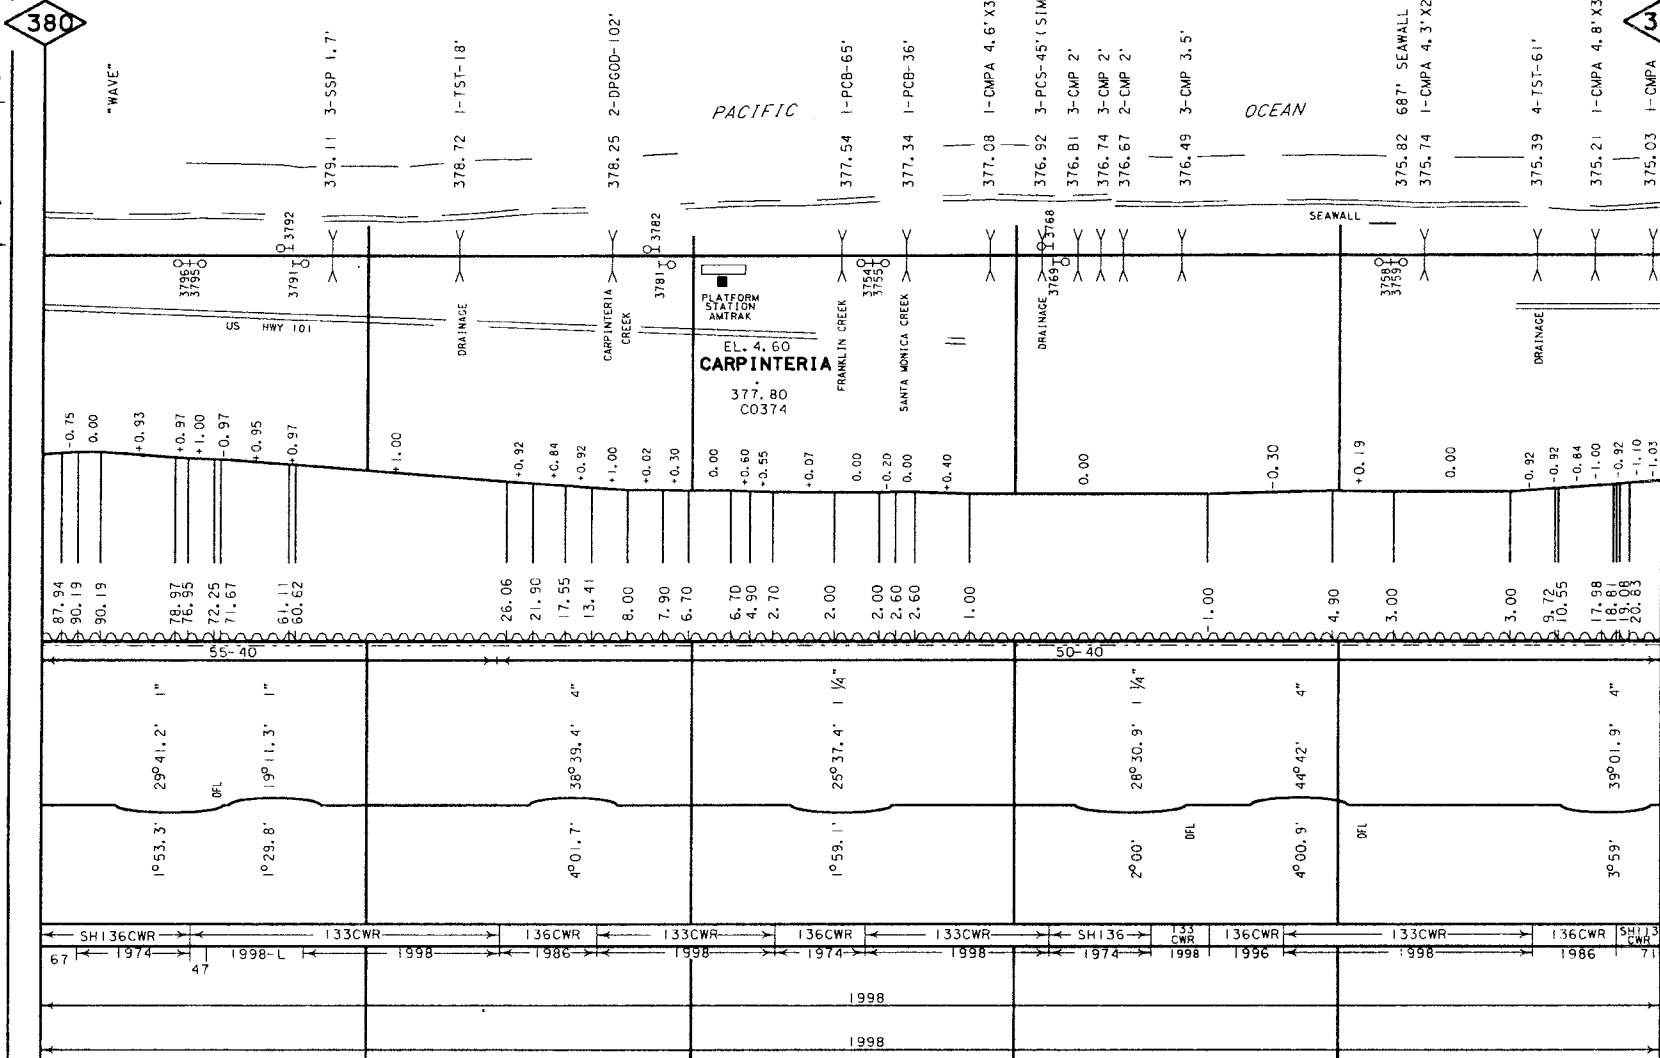 380
"WAVE"
379.11 3-SSP 1.7'
378.72 1-TST-18'
378.25 2-DPGOD-102'
PACIFIC
377.54 1-PCB-65'
377.34 1-PCB-36'
377.08 1-CMPA 4.6'X3
376.92 3-PCS-45'(SIM
376.81 3-CMP 2'
376.74 3-CMP 2'
376.67 2-CMP 2'
376.49 3-CMP 3.5'
OCEAN
375.82 687' SEAWALL
375.74 1-CMPA 4.3'X2
375.39 4-TST-61'
375.21 1-CMPA 4.8'X3
375.03 1-CMPA
SEAWALL
3796
3795
3792
3791
3782
3781
3754
3755
3768
3769
3758
3759
US HWY 101
DRAINAGE
CARPINTERIA
CREEK
PLATFORM
STATION
AMTRAK
EL. 4.60
CARPINTERIA
377.80
C0374
FRANKLIN CREEK
SANTA MONICA CREEK
DRAINAGE
DRAINAGE
-0.75
0.00
+0.93
+0.97
+1.00
-0.97
+0.95
+0.97
+1.00
+0.92
+0.84
+0.92
+1.00
+0.02
+0.30
0.00
+0.60
+0.55
+0.07
0.00
-0.20
0.00
+0.40
0.00
-0.30
+0.19
0.00
-0.92
-0.92
-0.84
-1.00
-0.92
-1.10
-1.03
87.94
90.19
90.19
78.97
76.95
72.25
71.67
61.11
60.62
26.06
21.90
17.55
13.41
8.00
7.90
6.70
6.70
4.90
2.70
2.00
2.00
2.60
2.60
1.00
1.00
4.90
3.00
3.00
9.72
10.55
17.98
18.81
19.08
20.83
55-40
50-40
29°41.2' 1"
19°11.3' 1"
38°39.4' 4"
25°37.4' 1 1/4"
28°30.9' 1 1/4"
44°42' 4"
39°01.9' 4"
DFL
1°53.3'
1°29.8'
4°01.7'
1°59.1'
2°00'
DFL
4°00.9'
DFL
3°59'
SH136CWR
133CWR
136CWR
133CWR
136CWR
133CWR
SH136
133
CWR
136CWR
133CWR
136CWR
SH113
CWR
67
1974
47
1998-L
1998
1986
1998
1974
1998
1974
1998
1996
1998
1986
71
1998
1998